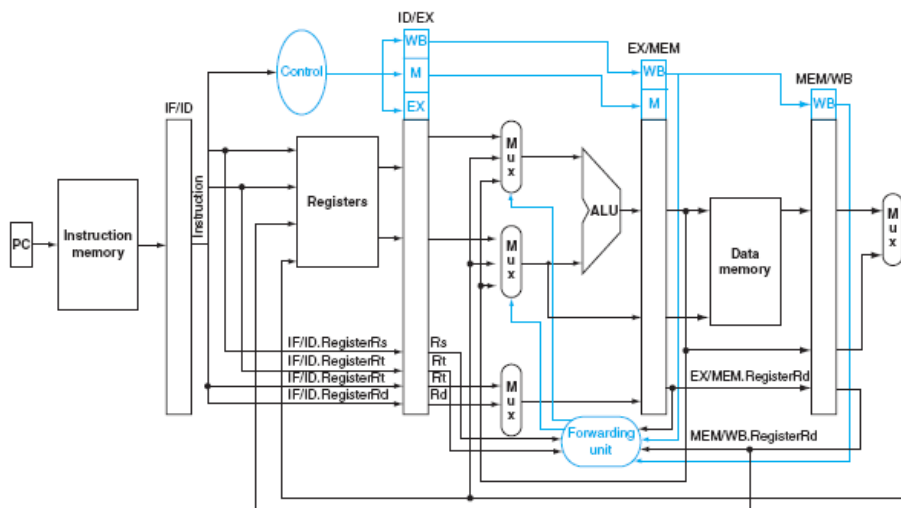 ID/EX
WB
EX/MEM
Control
M
WB
MEM/WB
IF/ID
EX
M
WB
Instruction
Mux
Registers
ALU
PC
Instruction
memory
Mux
Data
memory
Mux
IF/ID.RegisterRs
Rs
IF/ID.RegisterRt
Rt
IF/ID.RegisterRt
Rt
IF/ID.RegisterRd
Rd
Mux
EX/MEM.RegisterRd
Forwarding
unit
MEM/WB.RegisterRd